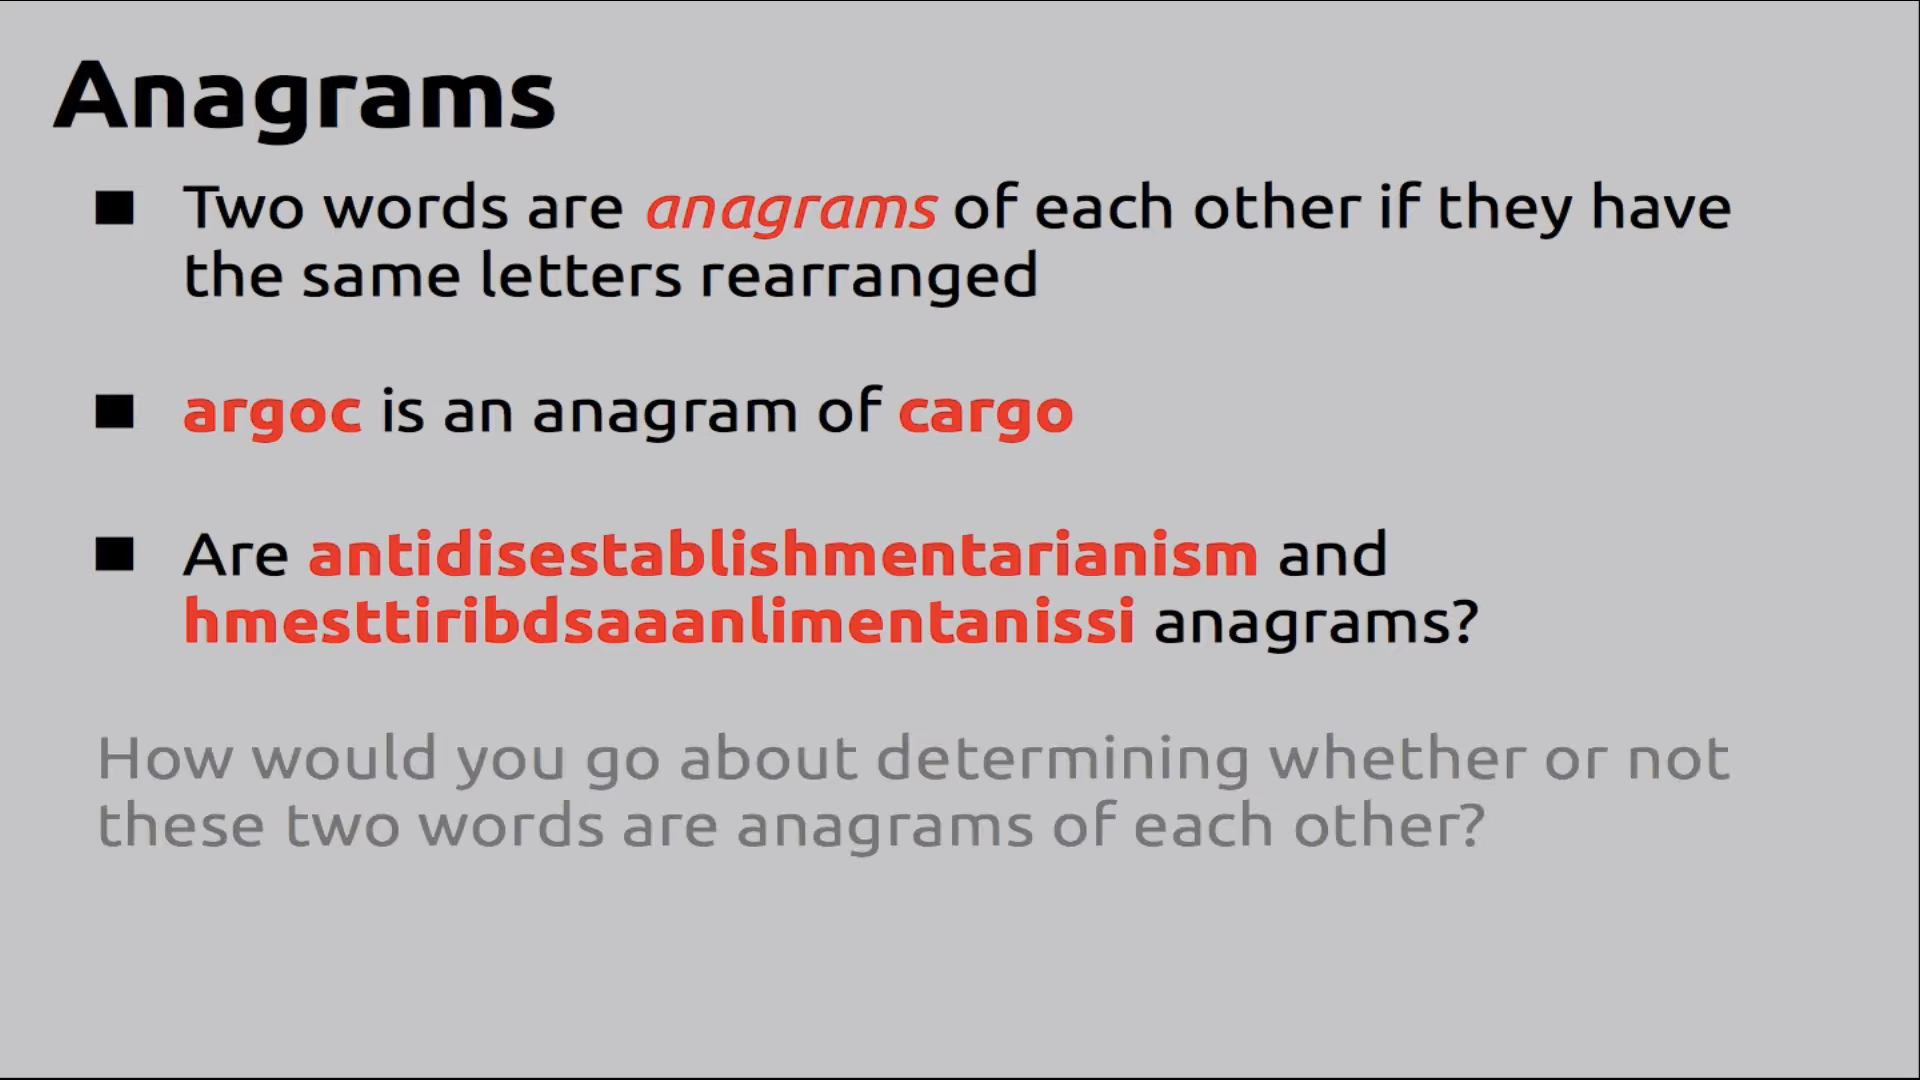 Anagrams
■ Two words are anagrams of each other if they have
the same letters rearranged
■ argoc is an anagram of cargo
■ Are antidisestablishmentarianism and
hmesttiribdsaaanlimentanissi anagrams?
How would you go about determining whether or not
these two words are anagrams of each other?